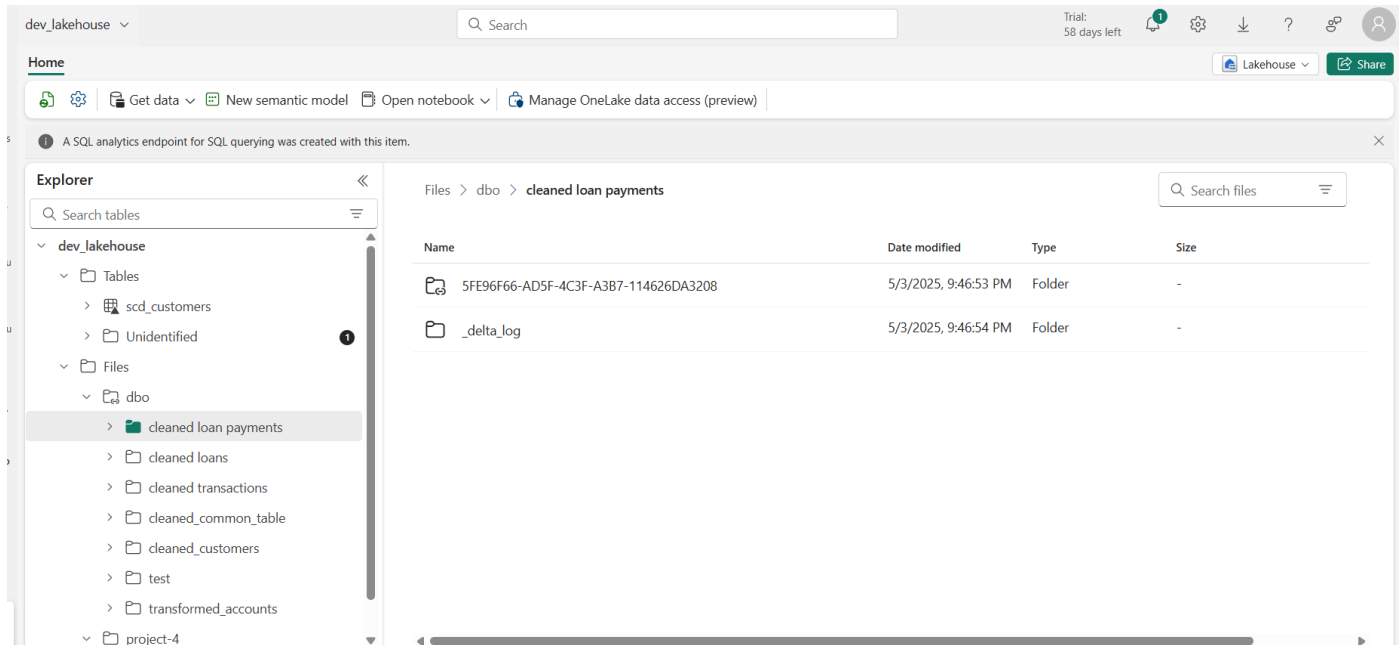 dev_lakehouse
Search
Trial:
58 days left
1
Home
Lakehouse
Share
Get data
New semantic model
Open notebook
Manage OneLake data access (preview)
A SQL analytics endpoint for SQL querying was created with this item.
Explorer
Search tables
dev_lakehouse
Tables
scd_customers
Unidentified
1
Files
dbo
cleaned loan payments
cleaned loans
cleaned transactions
cleaned_common_table
cleaned_customers
test
transformed_accounts
project-4
Files > dbo > cleaned loan payments
Search files
Name Date modified Type Size
5FE96F66-AD5F-4C3F-A3B7-114626DA3208 5/3/2025, 9:46:53 PM Folder -
_delta_log 5/3/2025, 9:46:54 PM Folder -